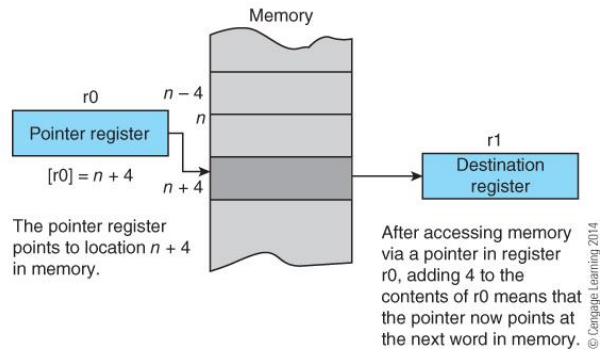 Memory
r0
Pointer register
[r0] = n + 4
n – 4
n
n + 4
The pointer register
points to location n + 4
in memory.
r1
Destination
register
After accessing memory
via a pointer in register
r0, adding 4 to the
contents of r0 means that
the pointer now points at
the next word in memory.
© Cengage Learning 2014